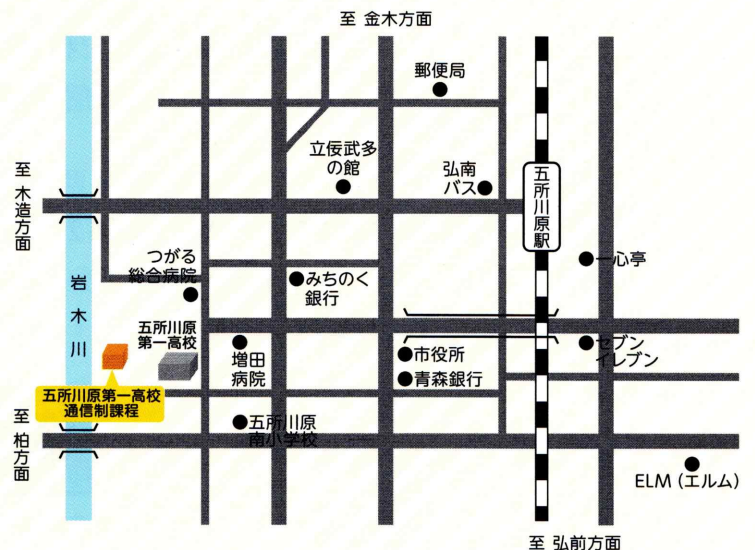 至 金木方面
郵便局
立佞武多
の館
弘南
バス
至 木造方面
五所川原駅
つがる
総合病院
みちのく
銀行
一心亭
岩木川
五所川原
第一高校
増田
病院
市役所
青森銀行
セブン
イレブン
五所川原第一高校
通信制課程
至 柏方面
五所川原
南小学校
ELM (エルム)
至 弘前方面